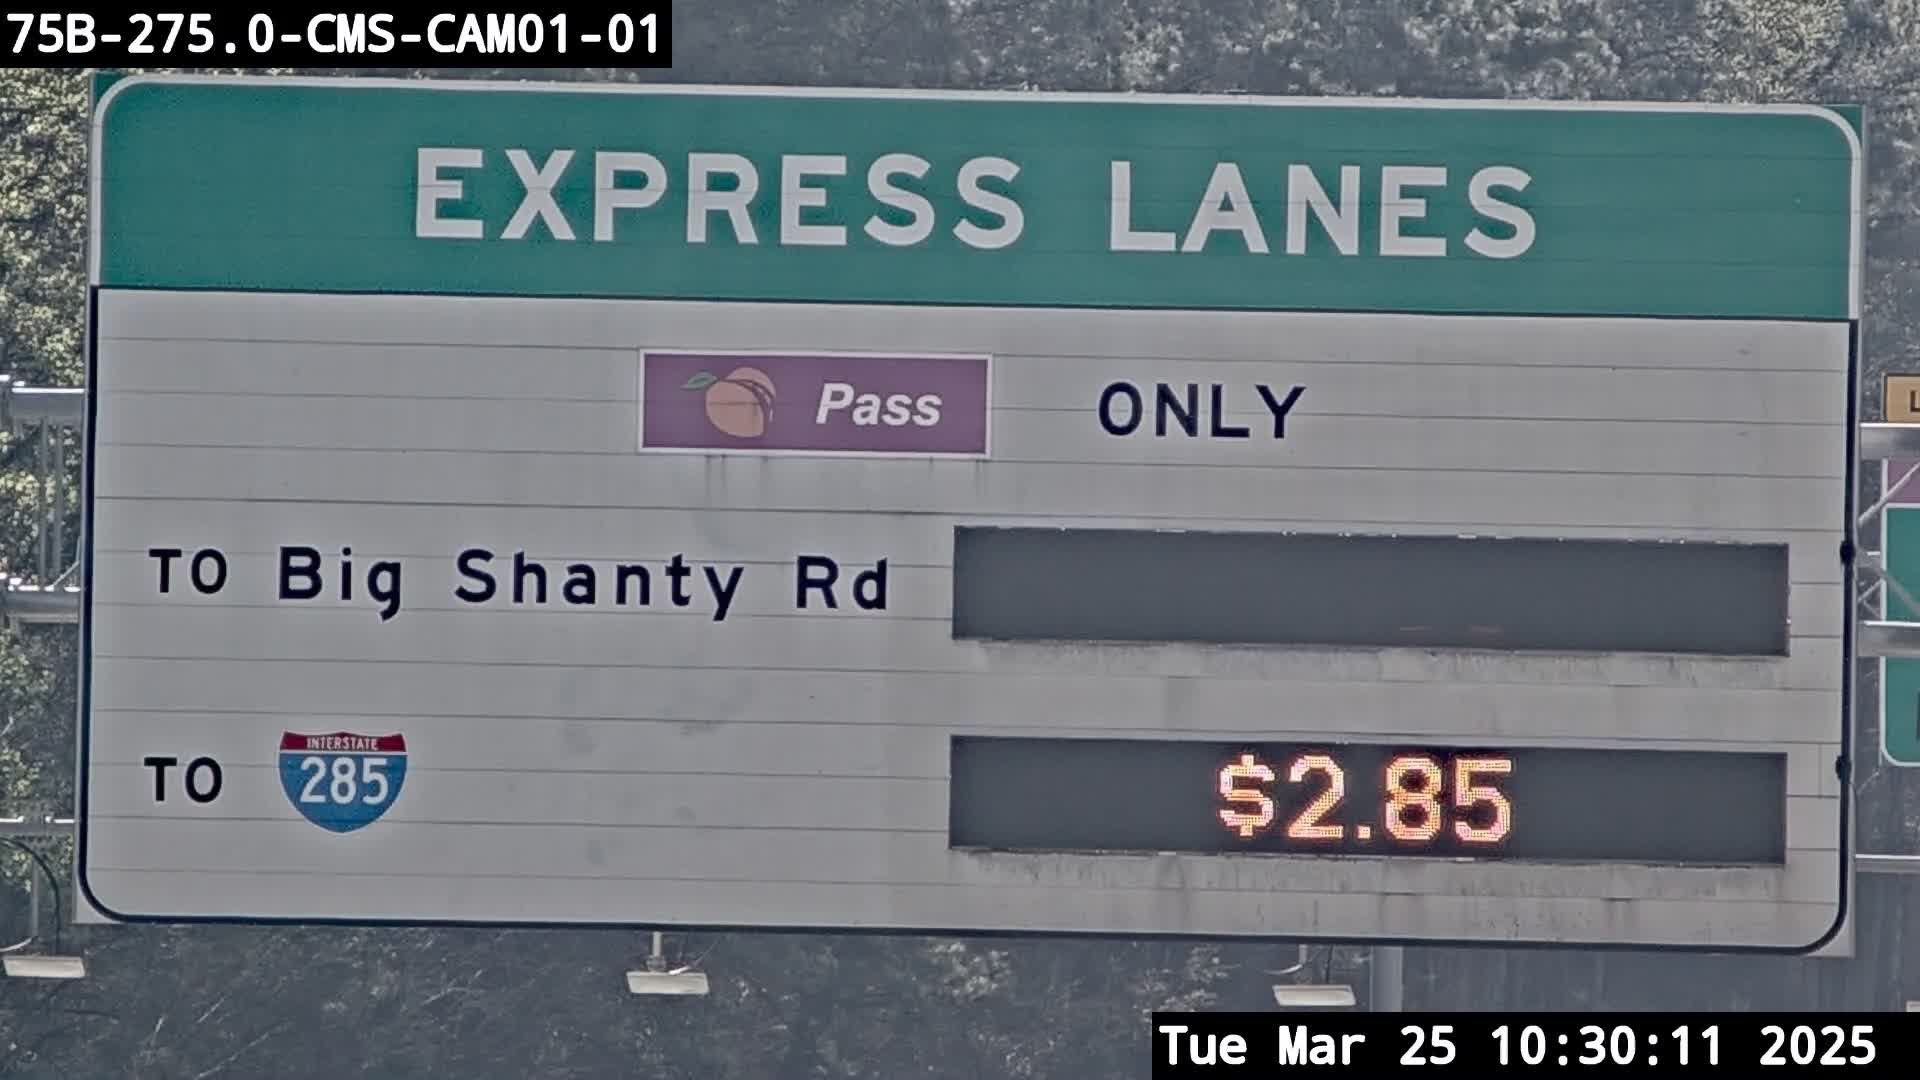 75B-275.0-CMS-CAM01-01
EXPRESS LANES
Pass ONLY
TO Big Shanty Rd
TO INTERSTATE 285 $2.85
Tue Mar 25 10:30:11 2025